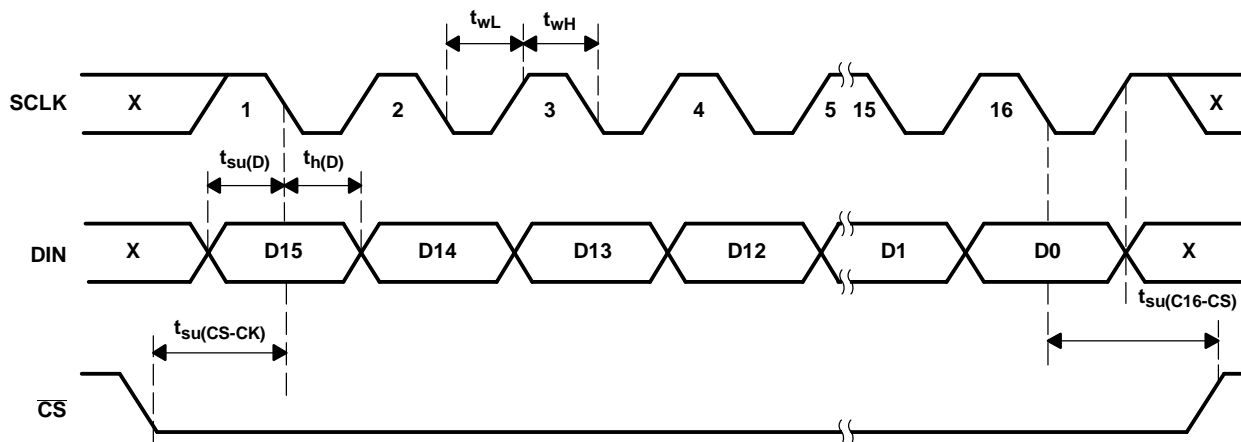 t_wL t_wH
SCLK X 1 2 3 4 5 15 16 X
t_su(D) t_h(D)
DIN X D15 D14 D13 D12 D1 D0 X
t_su(C16-CS)
t_su(CS-CK)
C̅S̅